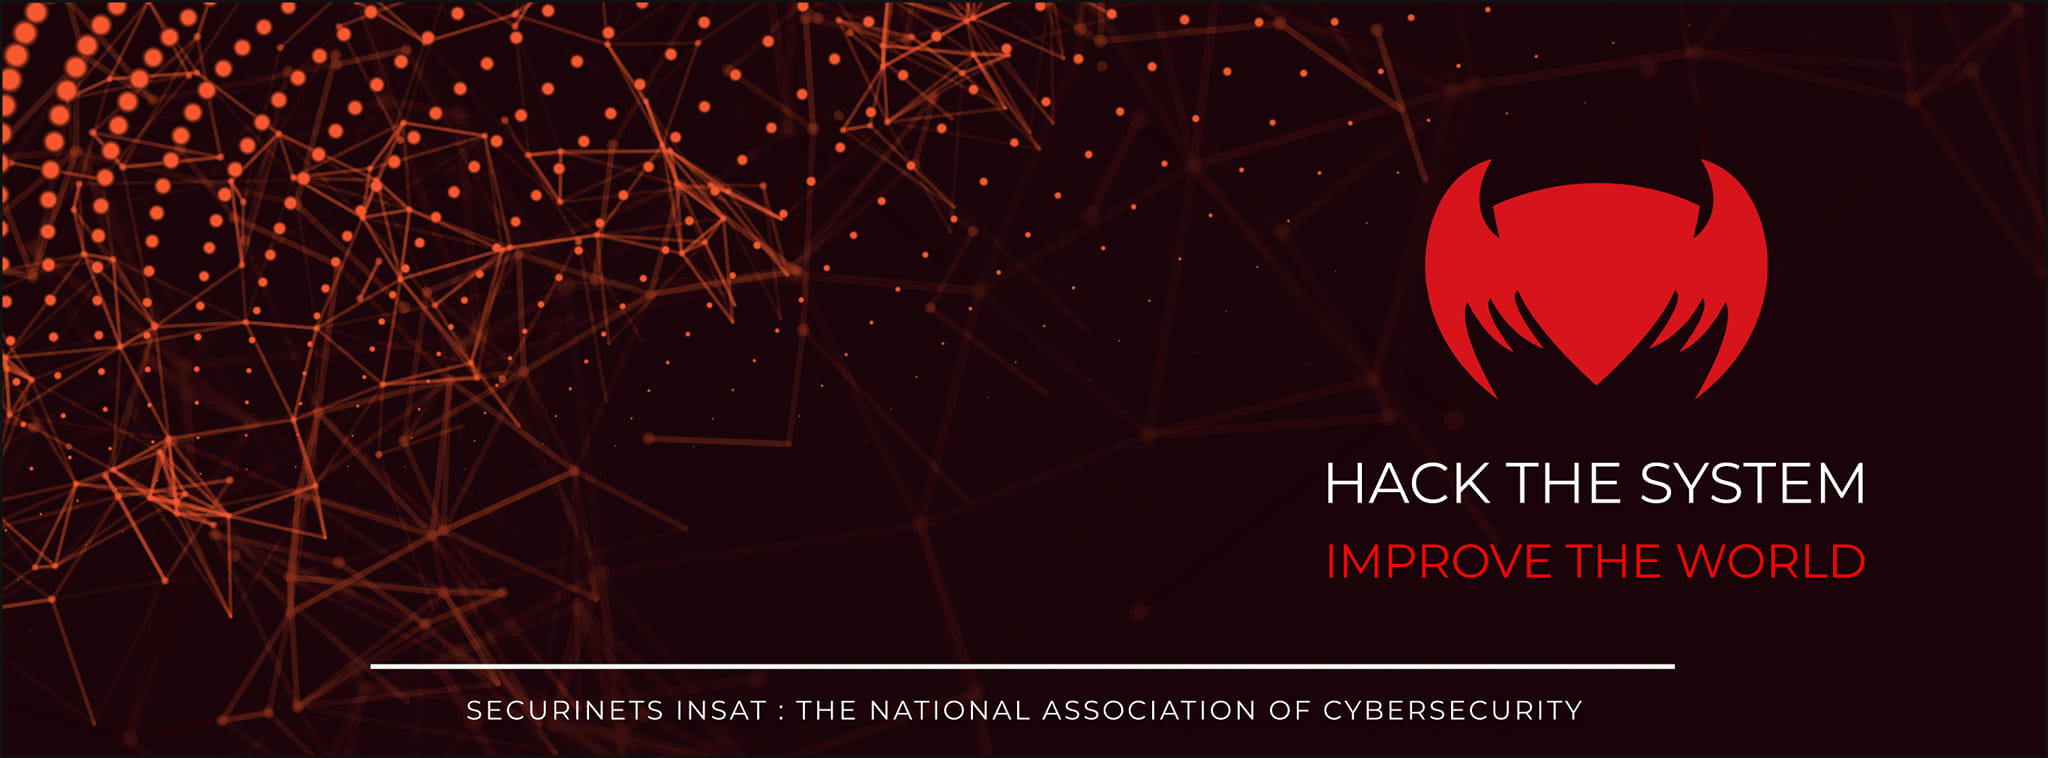 HACK THE SYSTEM
IMPROVE THE WORLD
SECURINETS INSAT : THE NATIONAL ASSOCIATION OF CYBERSECURITY